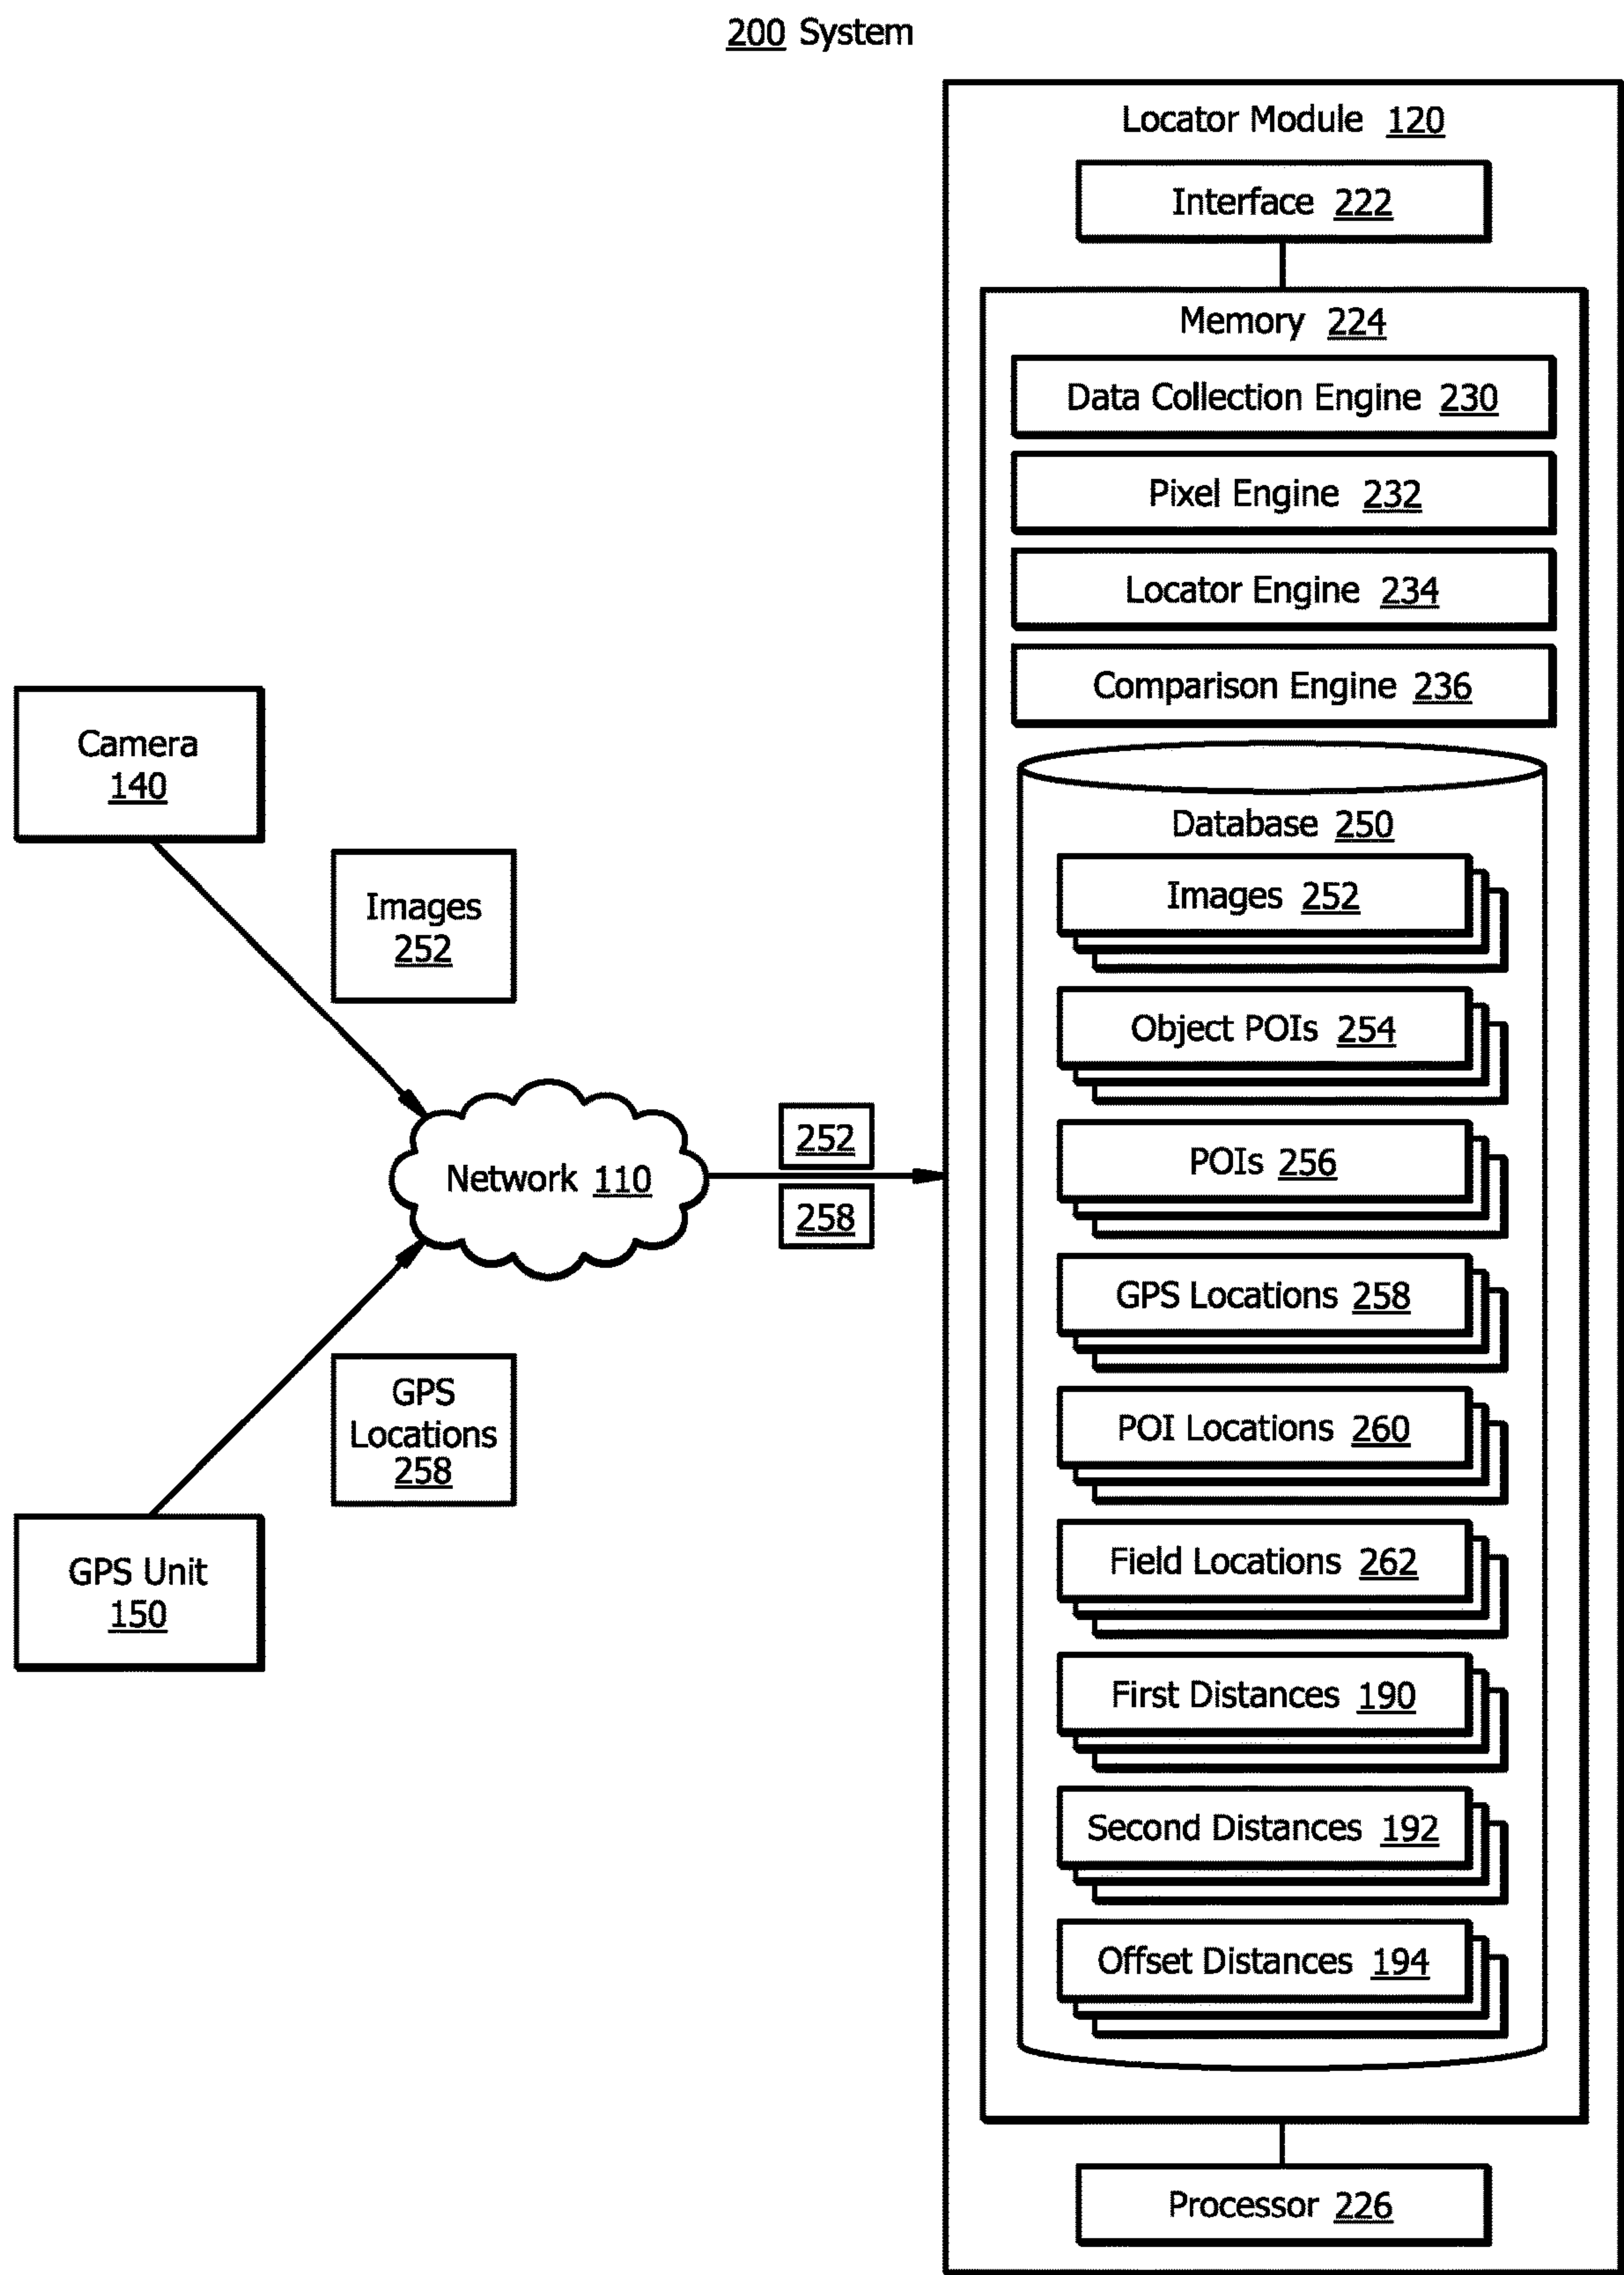 200 System
Locator Module 120
Interface 222
Memory 224
Data Collection Engine 230
Pixel Engine 232
Locator Engine 234
Comparison Engine 236
Database 250
Images 252
Object POIs 254
POIs 256
GPS Locations 258
POI Locations 260
Field Locations 262
First Distances 190
Second Distances 192
Offset Distances 194
Processor 226
Camera
140
Images
252
Network 110
252
258
GPS
Locations
258
GPS Unit
150